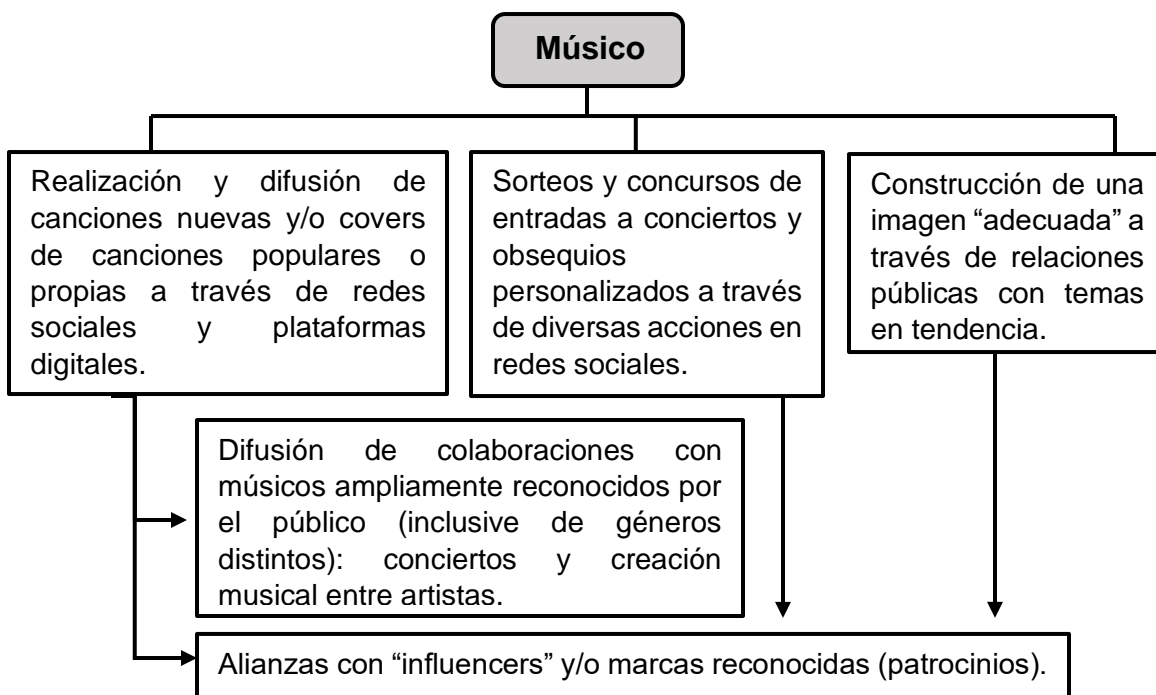 Músico
Realización y difusión de
canciones nuevas y/o covers
de canciones populares o
propias a través de redes
sociales y plataformas
digitales.
Sorteos y concursos de
entradas a conciertos y
obsequios
personalizados a través
de diversas acciones en
redes sociales.
Construcción de una
imagen “adecuada” a
través de relaciones
públicas con temas
en tendencia.
Difusión de colaboraciones con
músicos ampliamente reconocidos por
el público (inclusive de géneros
distintos): conciertos y creación
musical entre artistas.
Alianzas con “influencers” y/o marcas reconocidas (patrocinios).